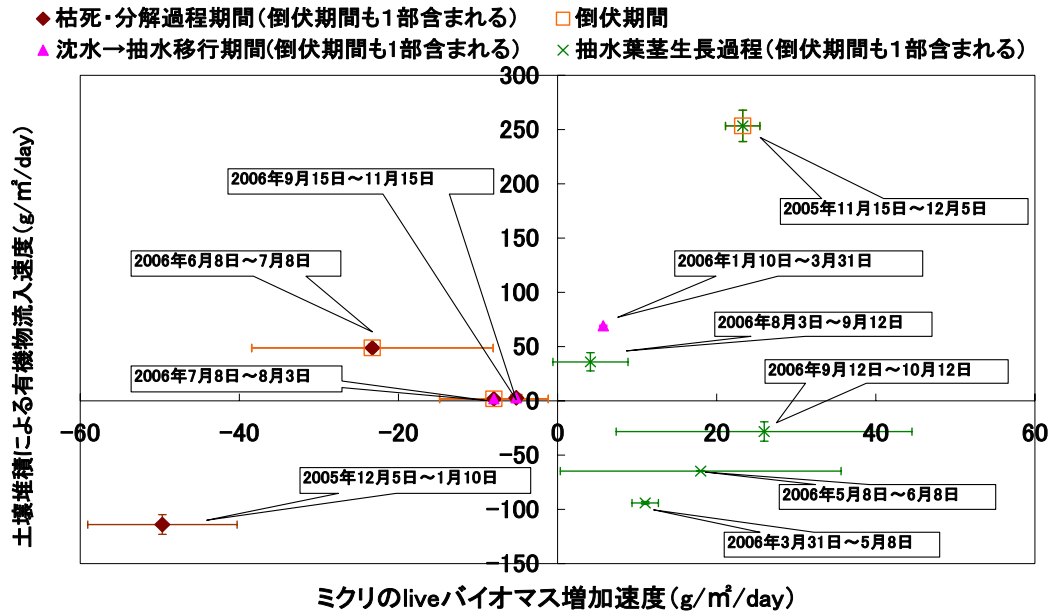 枯死・分解過程期間(倒伏期間も1部含まれる)
倒伏期間
沈水→抽水移行期間(倒伏期間も1部含まれる)
抽水葉茎生長過程(倒伏期間も1部含まれる)
300
250
200
150
100
50
0
-50
-100
-150
-60
-40
-20
0
20
40
60
2006年9月15日～11月15日
2005年11月15日～12月5日
2006年6月8日～7月8日
2006年1月10日～3月31日
2006年8月3日～9月12日
2006年7月8日～8月3日
2006年9月12日～10月12日
2005年12月5日～1月10日
2006年5月8日～6月8日
2006年3月31日～5月8日
土壌堆積による有機物流入速度(g/㎡/day)
ミクリのliveバイオマス増加速度(g/㎡/day)